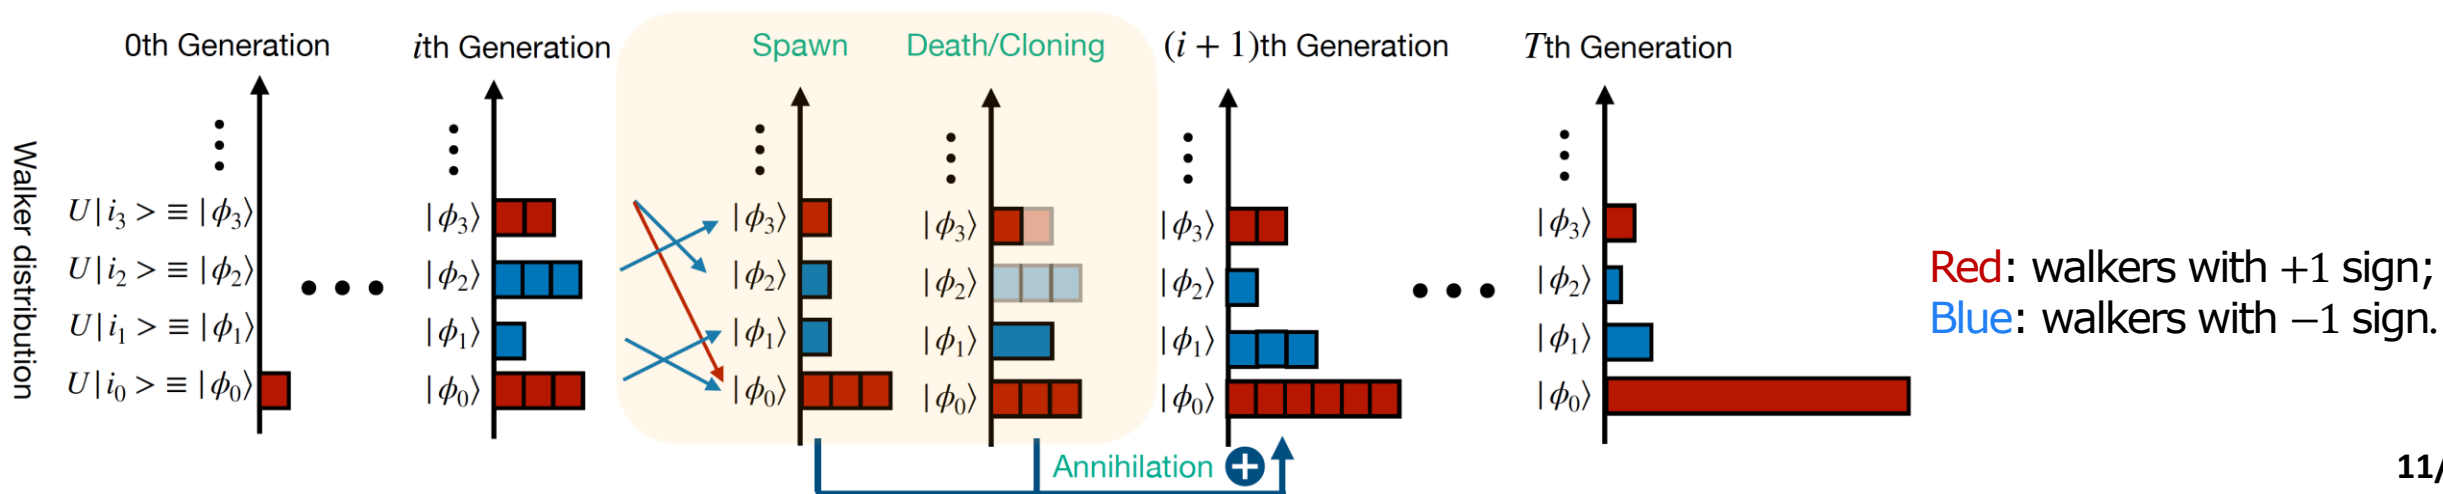 0th Generation
Walker distribution
U|i₃ > ≡ |ϕ₃⟩
U|i₂ > ≡ |ϕ₂⟩
U|i₁ > ≡ |ϕ₁⟩
U|i₀ > ≡ |ϕ₀⟩
ith Generation
|ϕ₃⟩
|ϕ₂⟩
|ϕ₁⟩
|ϕ₀⟩
Spawn
|ϕ₃⟩
|ϕ₂⟩
|ϕ₁⟩
|ϕ₀⟩
Death/Cloning
|ϕ₃⟩
|ϕ₂⟩
|ϕ₁⟩
|ϕ₀⟩
Annihilation
(i + 1)th Generation
|ϕ₃⟩
|ϕ₂⟩
|ϕ₁⟩
|ϕ₀⟩
Tth Generation
|ϕ₃⟩
|ϕ₂⟩
|ϕ₁⟩
|ϕ₀⟩
Red: walkers with +1 sign;
Blue: walkers with −1 sign.
11/